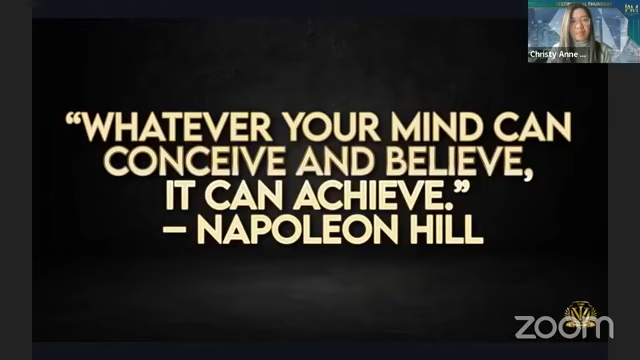 “WHATEVER YOUR MIND CAN
CONCEIVE AND BELIEVE,
IT CAN ACHIEVE.”
– NAPOLEON HILL
Christy Anne ...
zoom